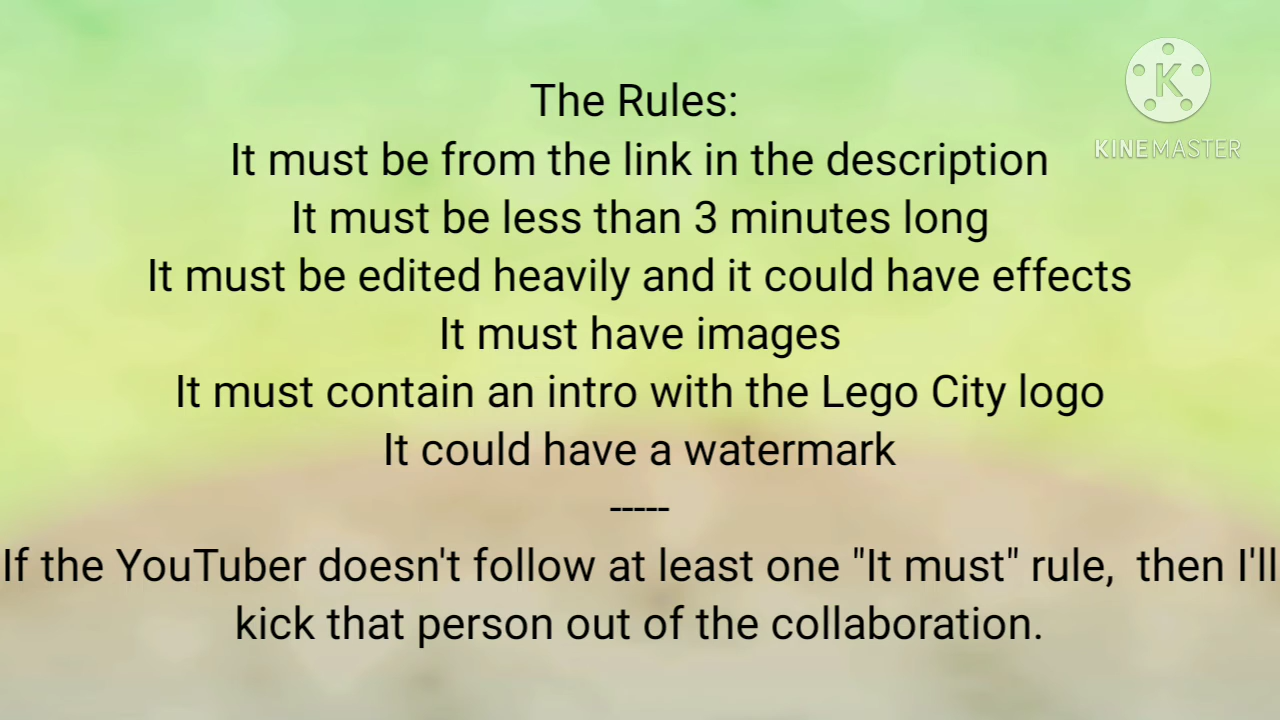 The Rules:
It must be from the link in the description
It must be less than 3 minutes long
It must be edited heavily and it could have effects
It must have images
It must contain an intro with the Lego City logo
It could have a watermark
-----
If the YouTuber doesn't follow at least one "It must" rule,  then I'll
kick that person out of the collaboration.
K
KINEMASTER